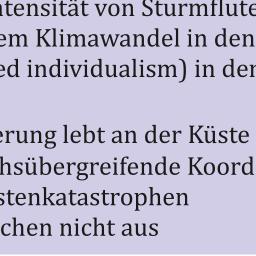 ntensität von Sturmflute
em Klimawandel in den
ed individualism) in der
erung lebt an der Küste
hsübergreifende Koord
stenkatastrophen
chen nicht aus